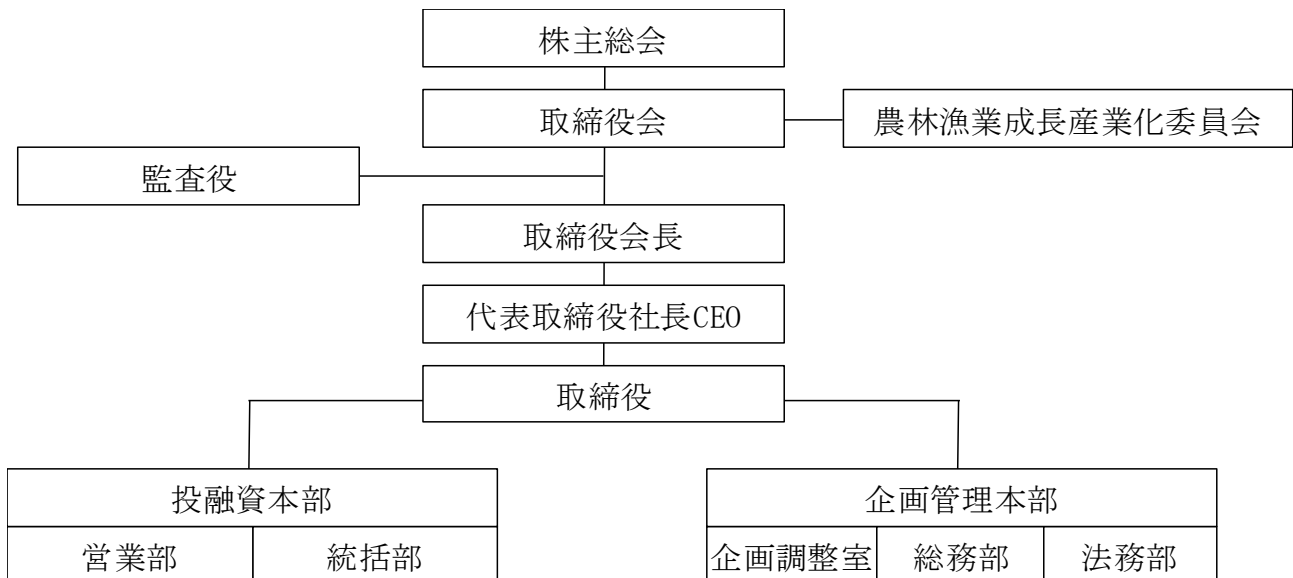 株主総会
取締役会
農林漁業成長産業化委員会
監査役
取締役会長
代表取締役社長CEO
取締役
投融資本部
企画管理本部
営業部
統括部
企画調整室
総務部
法務部